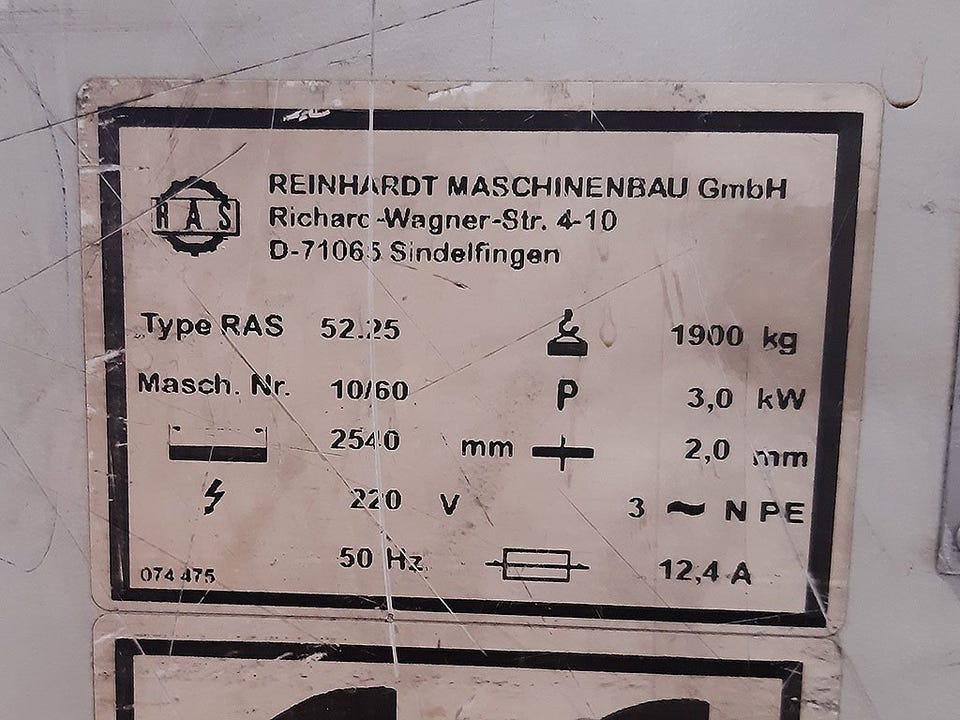 RAS
REINHARDT MASCHINENBAU GmbH
Richard-Wagner-Str. 4-10
D-71065 Sindelfingen
Type RAS 52.25
1900 kg
Masch. Nr. 10/60
P 3,0 kW
2540 mm
2,0 mm
220 V
3 ~ N PE
50 Hz
12,4 A
074 475